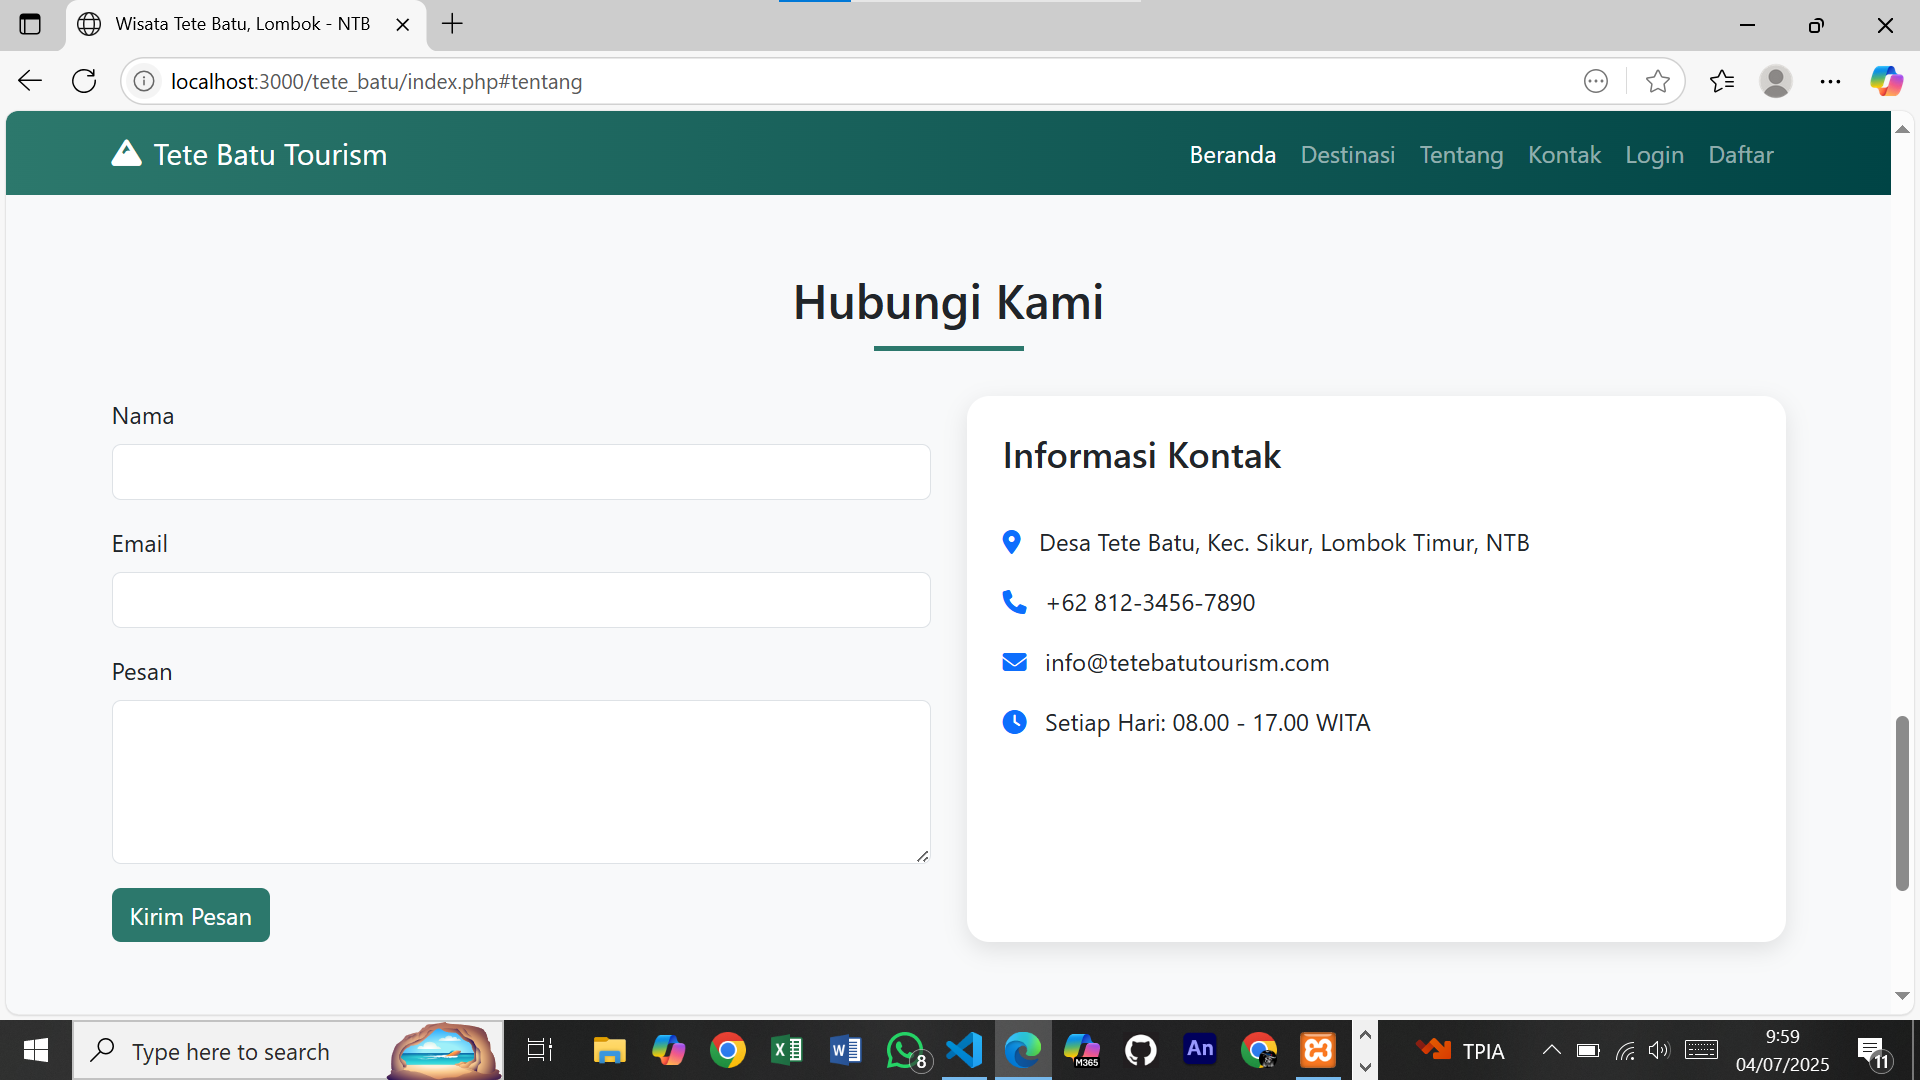 Wisata Tete Batu, Lombok - NTB
localhost:3000/tete_batu/index.php#tentang
Tete Batu Tourism
Beranda Destinasi Tentang Kontak Login Daftar
Hubungi Kami
Nama
Email
Pesan
Kirim Pesan
Informasi Kontak
Desa Tete Batu, Kec. Sikur, Lombok Timur, NTB
+62 812-3456-7890
info@tetebatutourism.com
Setiap Hari: 08.00 - 17.00 WITA
Type here to search
8
M365
An
TPIA
9:59
04/07/2025
11